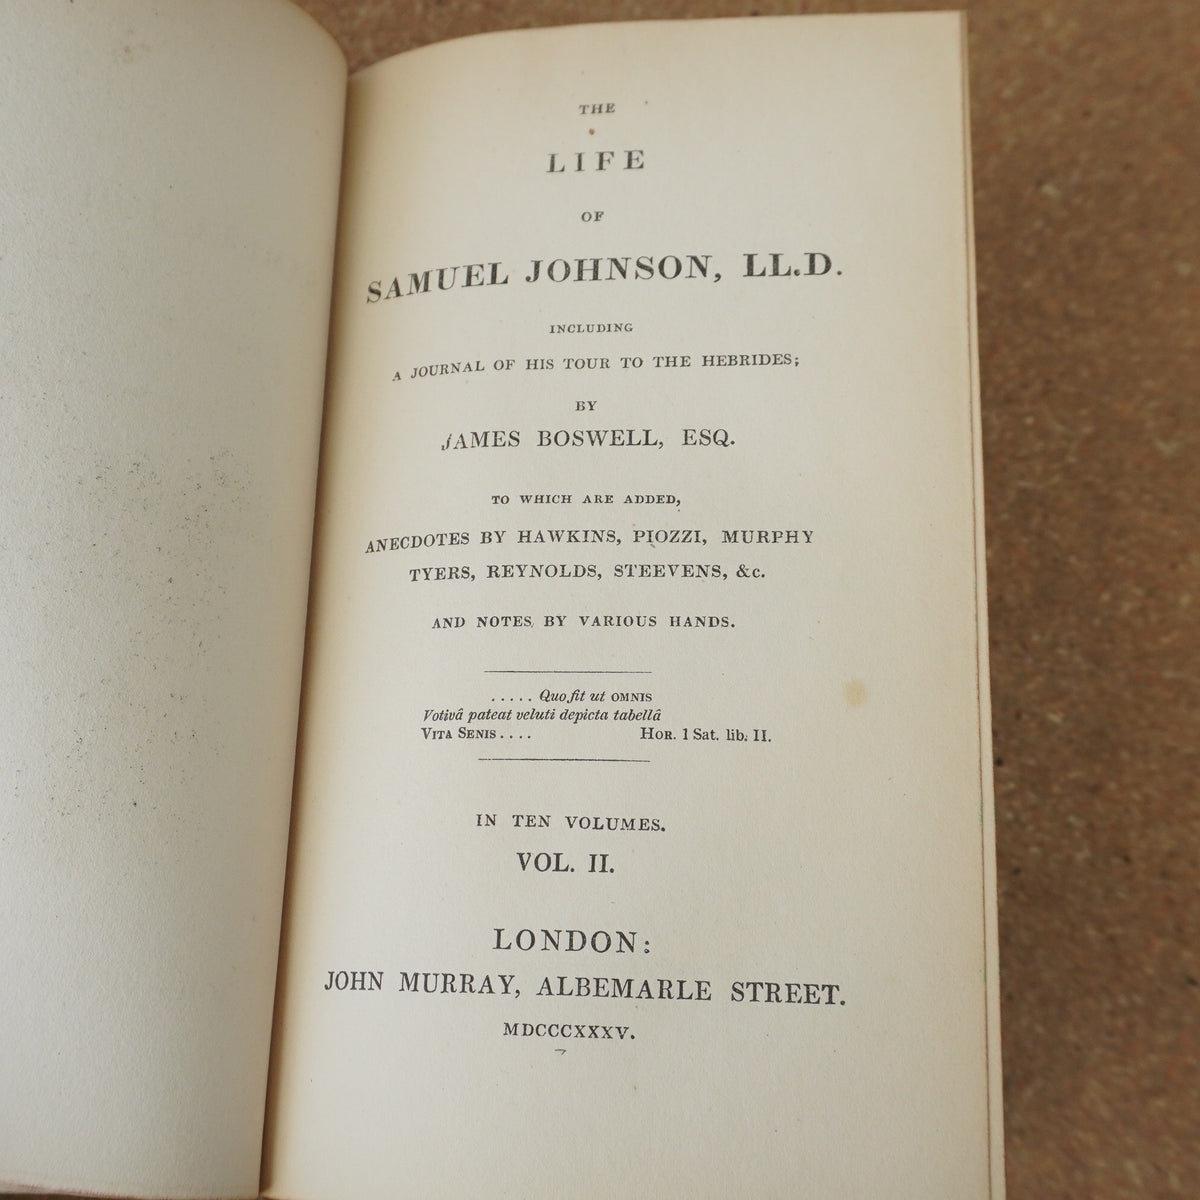 THE
LIFE
OF
SAMUEL JOHNSON, LL.D.
INCLUDING
A JOURNAL OF HIS TOUR TO THE HEBRIDES;
BY
JAMES BOSWELL, ESQ.
TO WHICH ARE ADDED,
ANECDOTES BY HAWKINS, PIOZZI, MURPHY
TYERS, REYNOLDS, STEEVENS, &c.
AND NOTES BY VARIOUS HANDS.
. . . . . Quo fit ut OMNIS
Votivâ pateat veluti depicta tabellâ
VITA SENIS . . . . HOR. 1 Sat. lib. II.
IN TEN VOLUMES.
VOL. II.
LONDON:
JOHN MURRAY, ALBEMARLE STREET.
MDCCCXXXV.